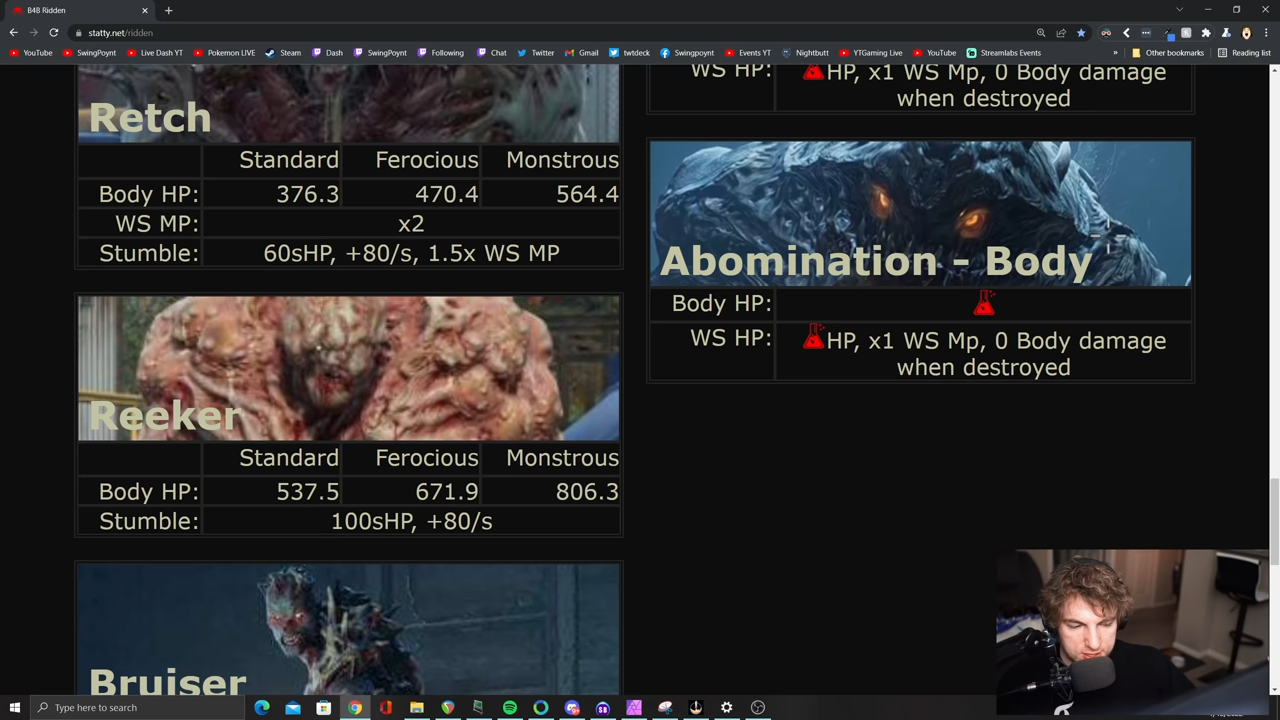 B4B Ridden
statty.net/ridden
YouTube SwingPoynt Live Dash YT Pokemon LIVE Steam Dash SwingPoynt Following Chat Twitter Gmail twtdeck Swingpoynt Events YT Nightbutt YTGaming Live YouTube Streamlabs Events » Other bookmarks Reading list
Retch
Standard Ferocious Monstrous
Body HP: 376.3 470.4 564.4
WS MP: x2
Stumble: 60sHP, +80/s, 1.5x WS MP
Reeker
Standard Ferocious Monstrous
Body HP: 537.5 671.9 806.3
Stumble: 100sHP, +80/s
Bruiser
WS HP: HP, x1 WS Mp, 0 Body damage
when destroyed
Abomination - Body
Body HP:
WS HP: HP, x1 WS Mp, 0 Body damage
when destroyed
Type here to search